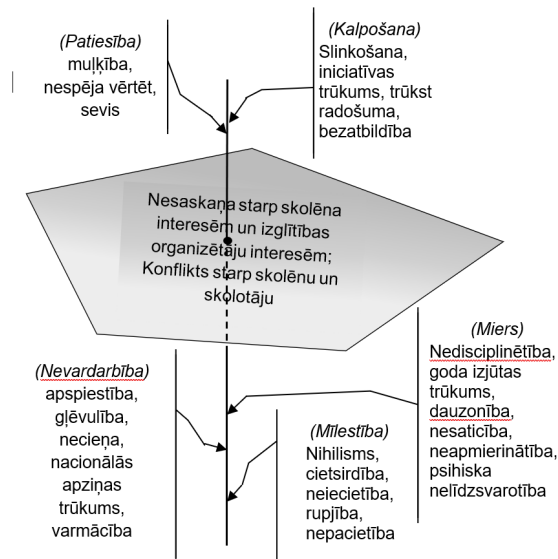 (Patiesība)
muļķība,
nespēja vērtēt,
sevis
(Kalpošana)
Slinkošana,
iniciatīvas
trūkums, trūkst
radošuma,
bezatbildība
Nesaskaņa starp skolēna
interesēm un izglītības
organizētāju interesēm;
Konflikts starp skolēnu un
skolotāju
(Nevardarbība)
apspiestība,
gļēvulība,
necieņa,
nacionālās
apziņas
trūkums,
varmācība
(Mīlestība)
Nihilisms,
cietsirdība,
neiecietība,
rupjība,
nepacietība
(Miers)
Nedisciplinētība,
goda izjūtas
trūkums,
dauzonība,
nesaticība,
neapmierinātība,
psihiska
nelīdzsvarotība